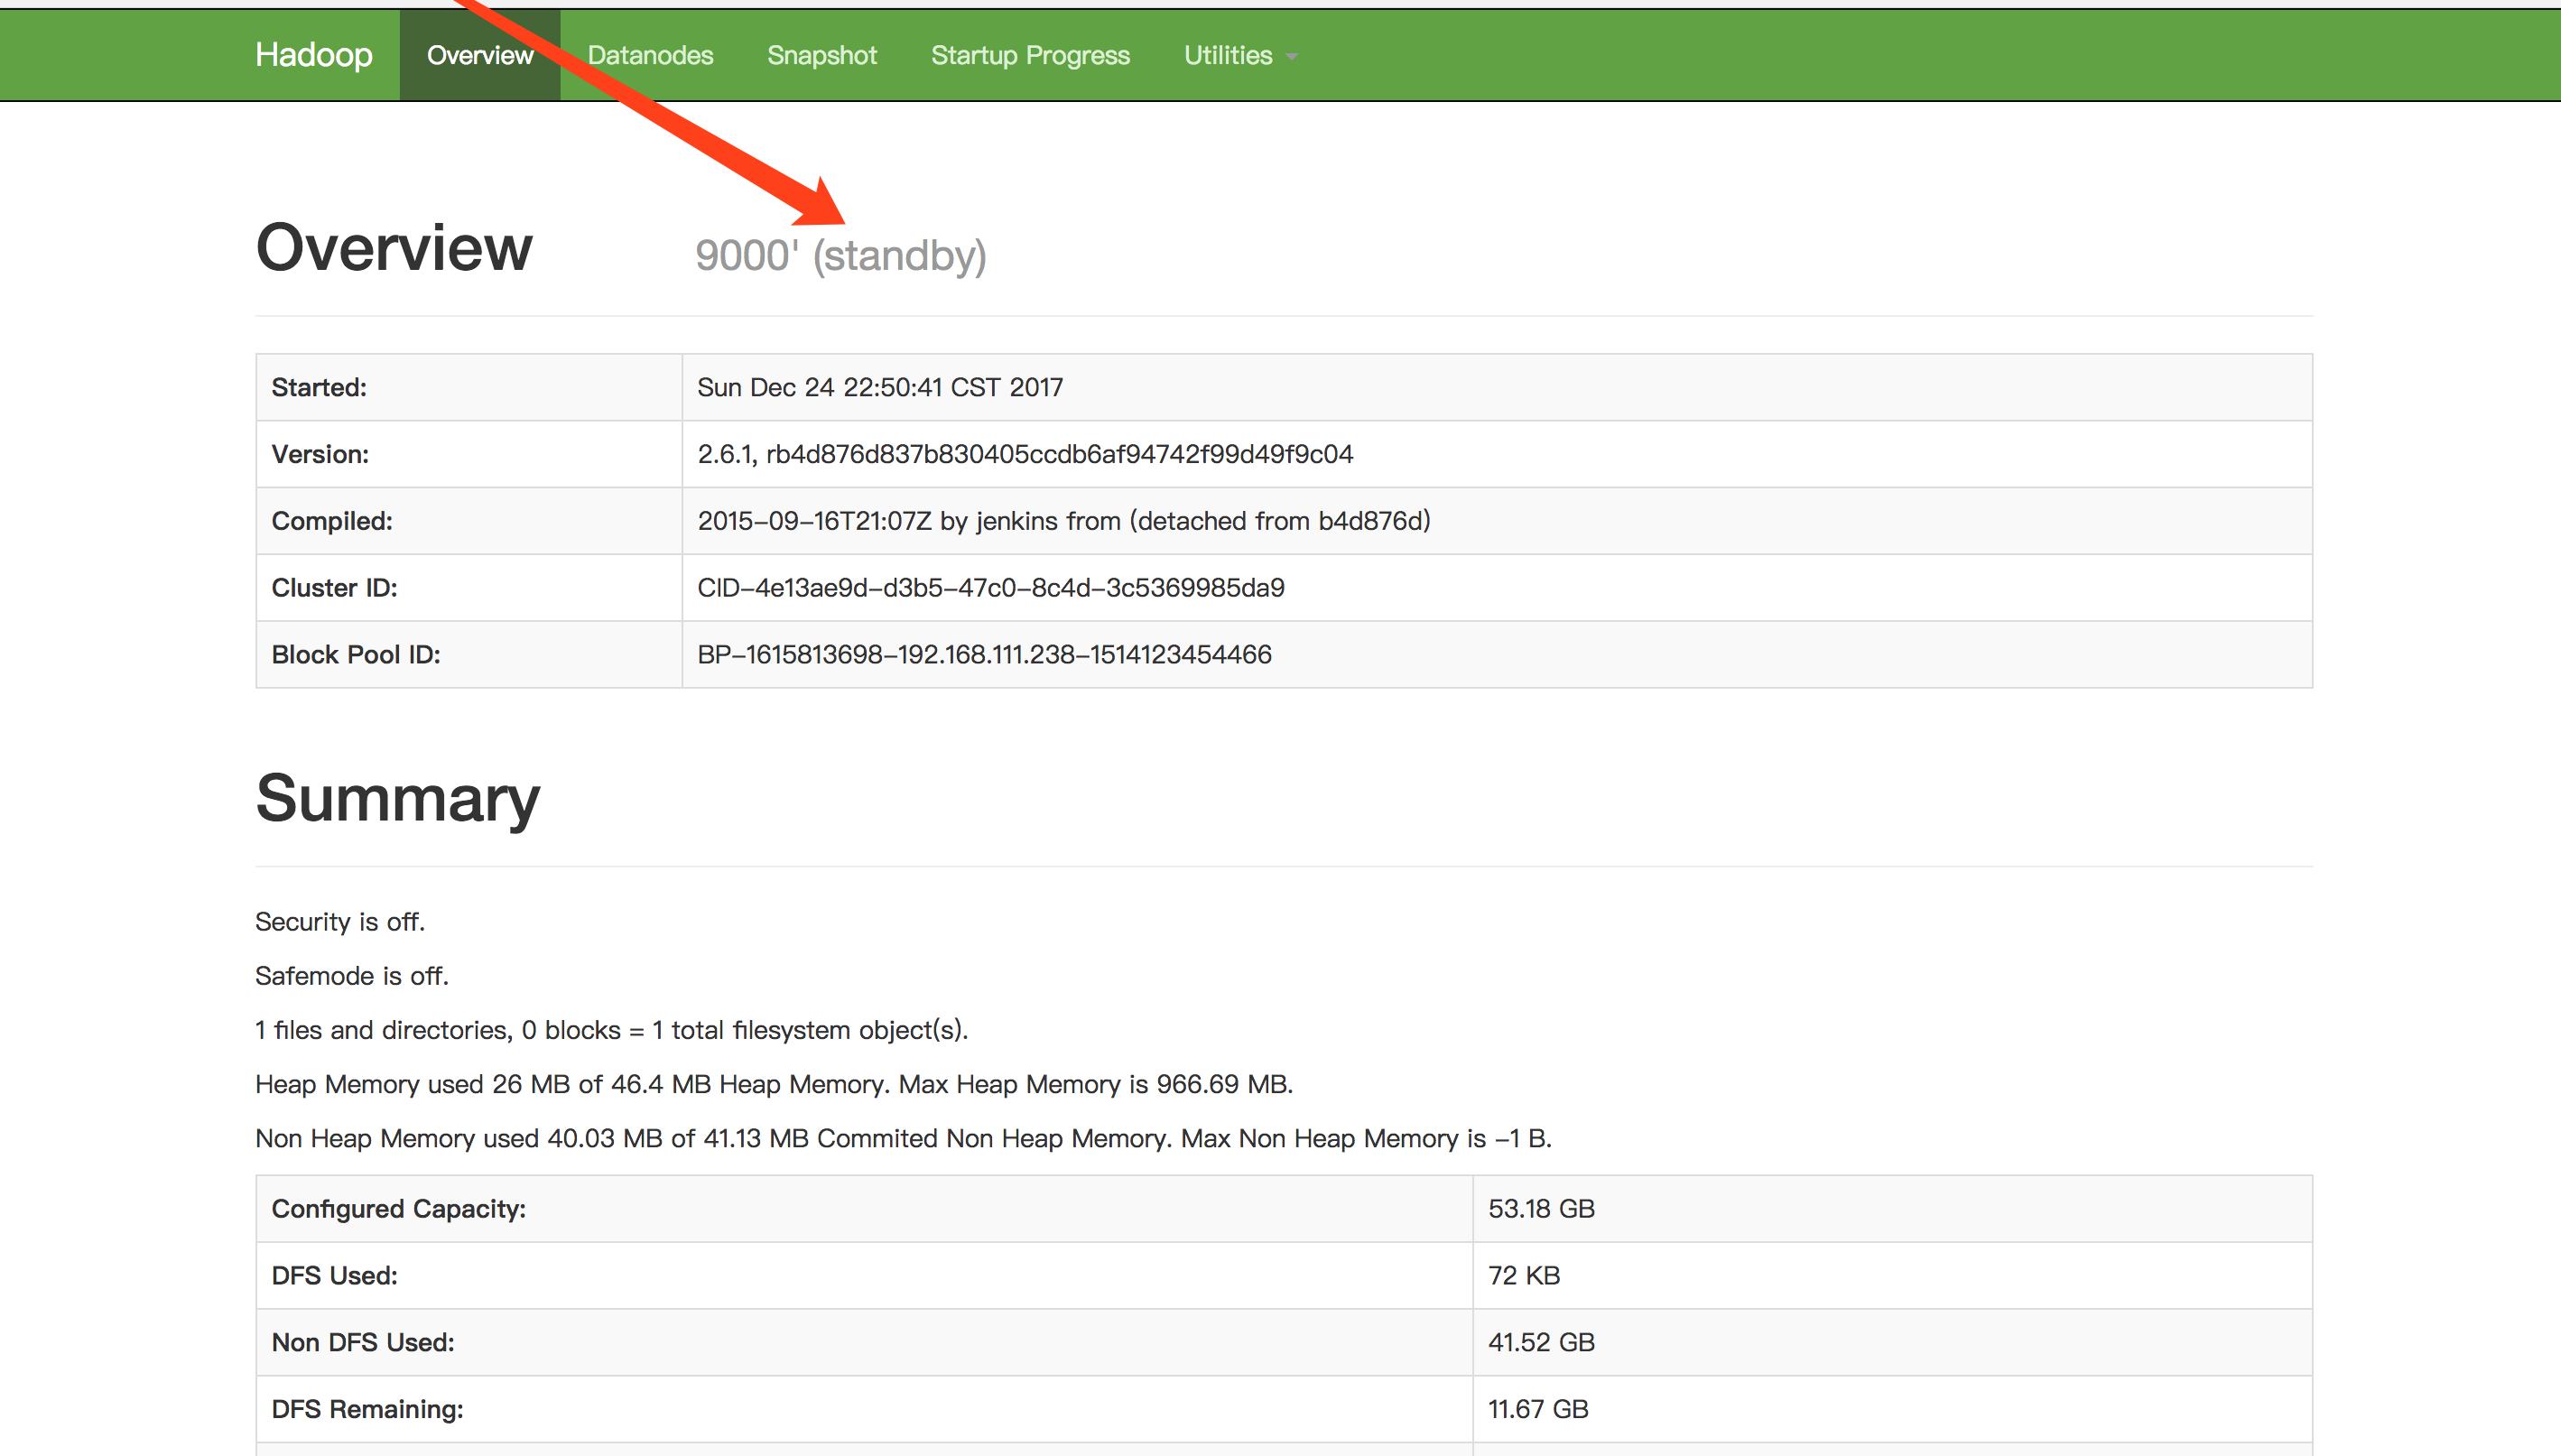 Hadoop Overview Datanodes Snapshot Startup Progress Utilities
Overview 9000' (standby)
Started: Sun Dec 24 22:50:41 CST 2017
Version: 2.6.1, rb4d876d837b830405ccdb6af94742f99d49f9c04
Compiled: 2015-09-16T21:07Z by jenkins from (detached from b4d876d)
Cluster ID: CID-4e13ae9d-d3b5-47c0-8c4d-3c5369985da9
Block Pool ID: BP-1615813698-192.168.111.238-1514123454466
Summary
Security is off.
Safemode is off.
1 files and directories, 0 blocks = 1 total filesystem object(s).
Heap Memory used 26 MB of 46.4 MB Heap Memory. Max Heap Memory is 966.69 MB.
Non Heap Memory used 40.03 MB of 41.13 MB Commited Non Heap Memory. Max Non Heap Memory is -1 B.
Configured Capacity: 53.18 GB
DFS Used: 72 KB
Non DFS Used: 41.52 GB
DFS Remaining: 11.67 GB